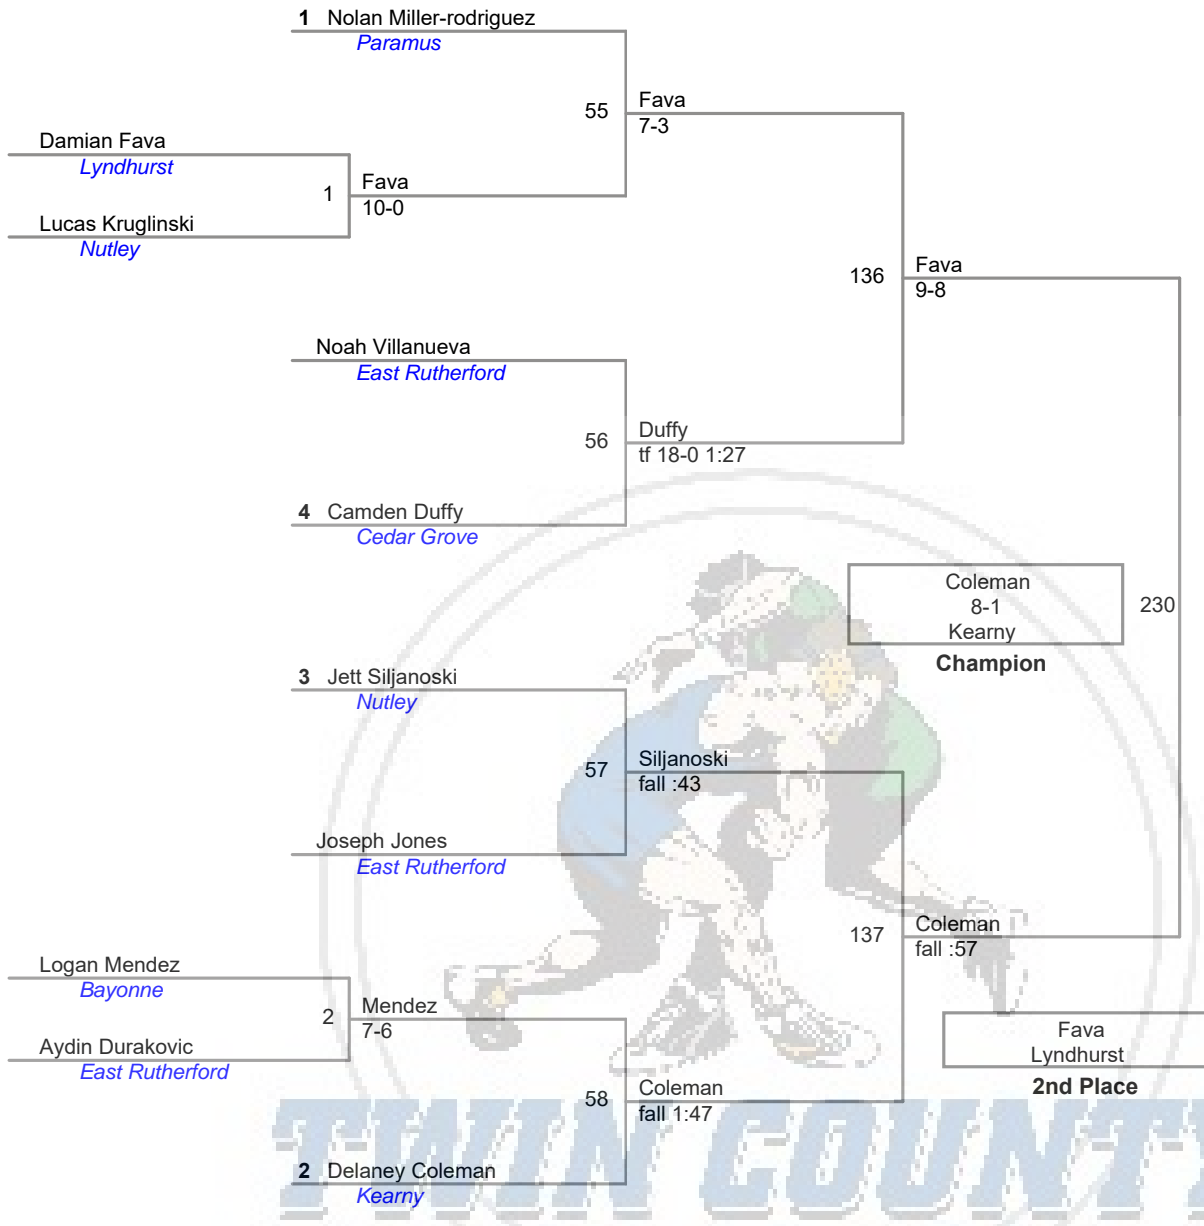 1 Nolan Miller-rodriguez
Paramus
55
Fava
7-3
Damian Fava
Lyndhurst
1
Fava
10-0
Lucas Kruglinski
Nutley
136
Fava
9-8
Noah Villanueva
East Rutherford
56
Duffy
tf 18-0 1:27
4 Camden Duffy
Cedar Grove
Coleman
8-1
Kearny
230
Champion
3 Jett Siljanoski
Nutley
57
Siljanoski
fall :43
Joseph Jones
East Rutherford
137
Coleman
fall :57
Logan Mendez
Bayonne
2
Mendez
7-6
Aydin Durakovic
East Rutherford
Fava
Lyndhurst
2nd Place
58
Coleman
fall 1:47
2 Delaney Coleman
Kearny
TWIN COUNTY